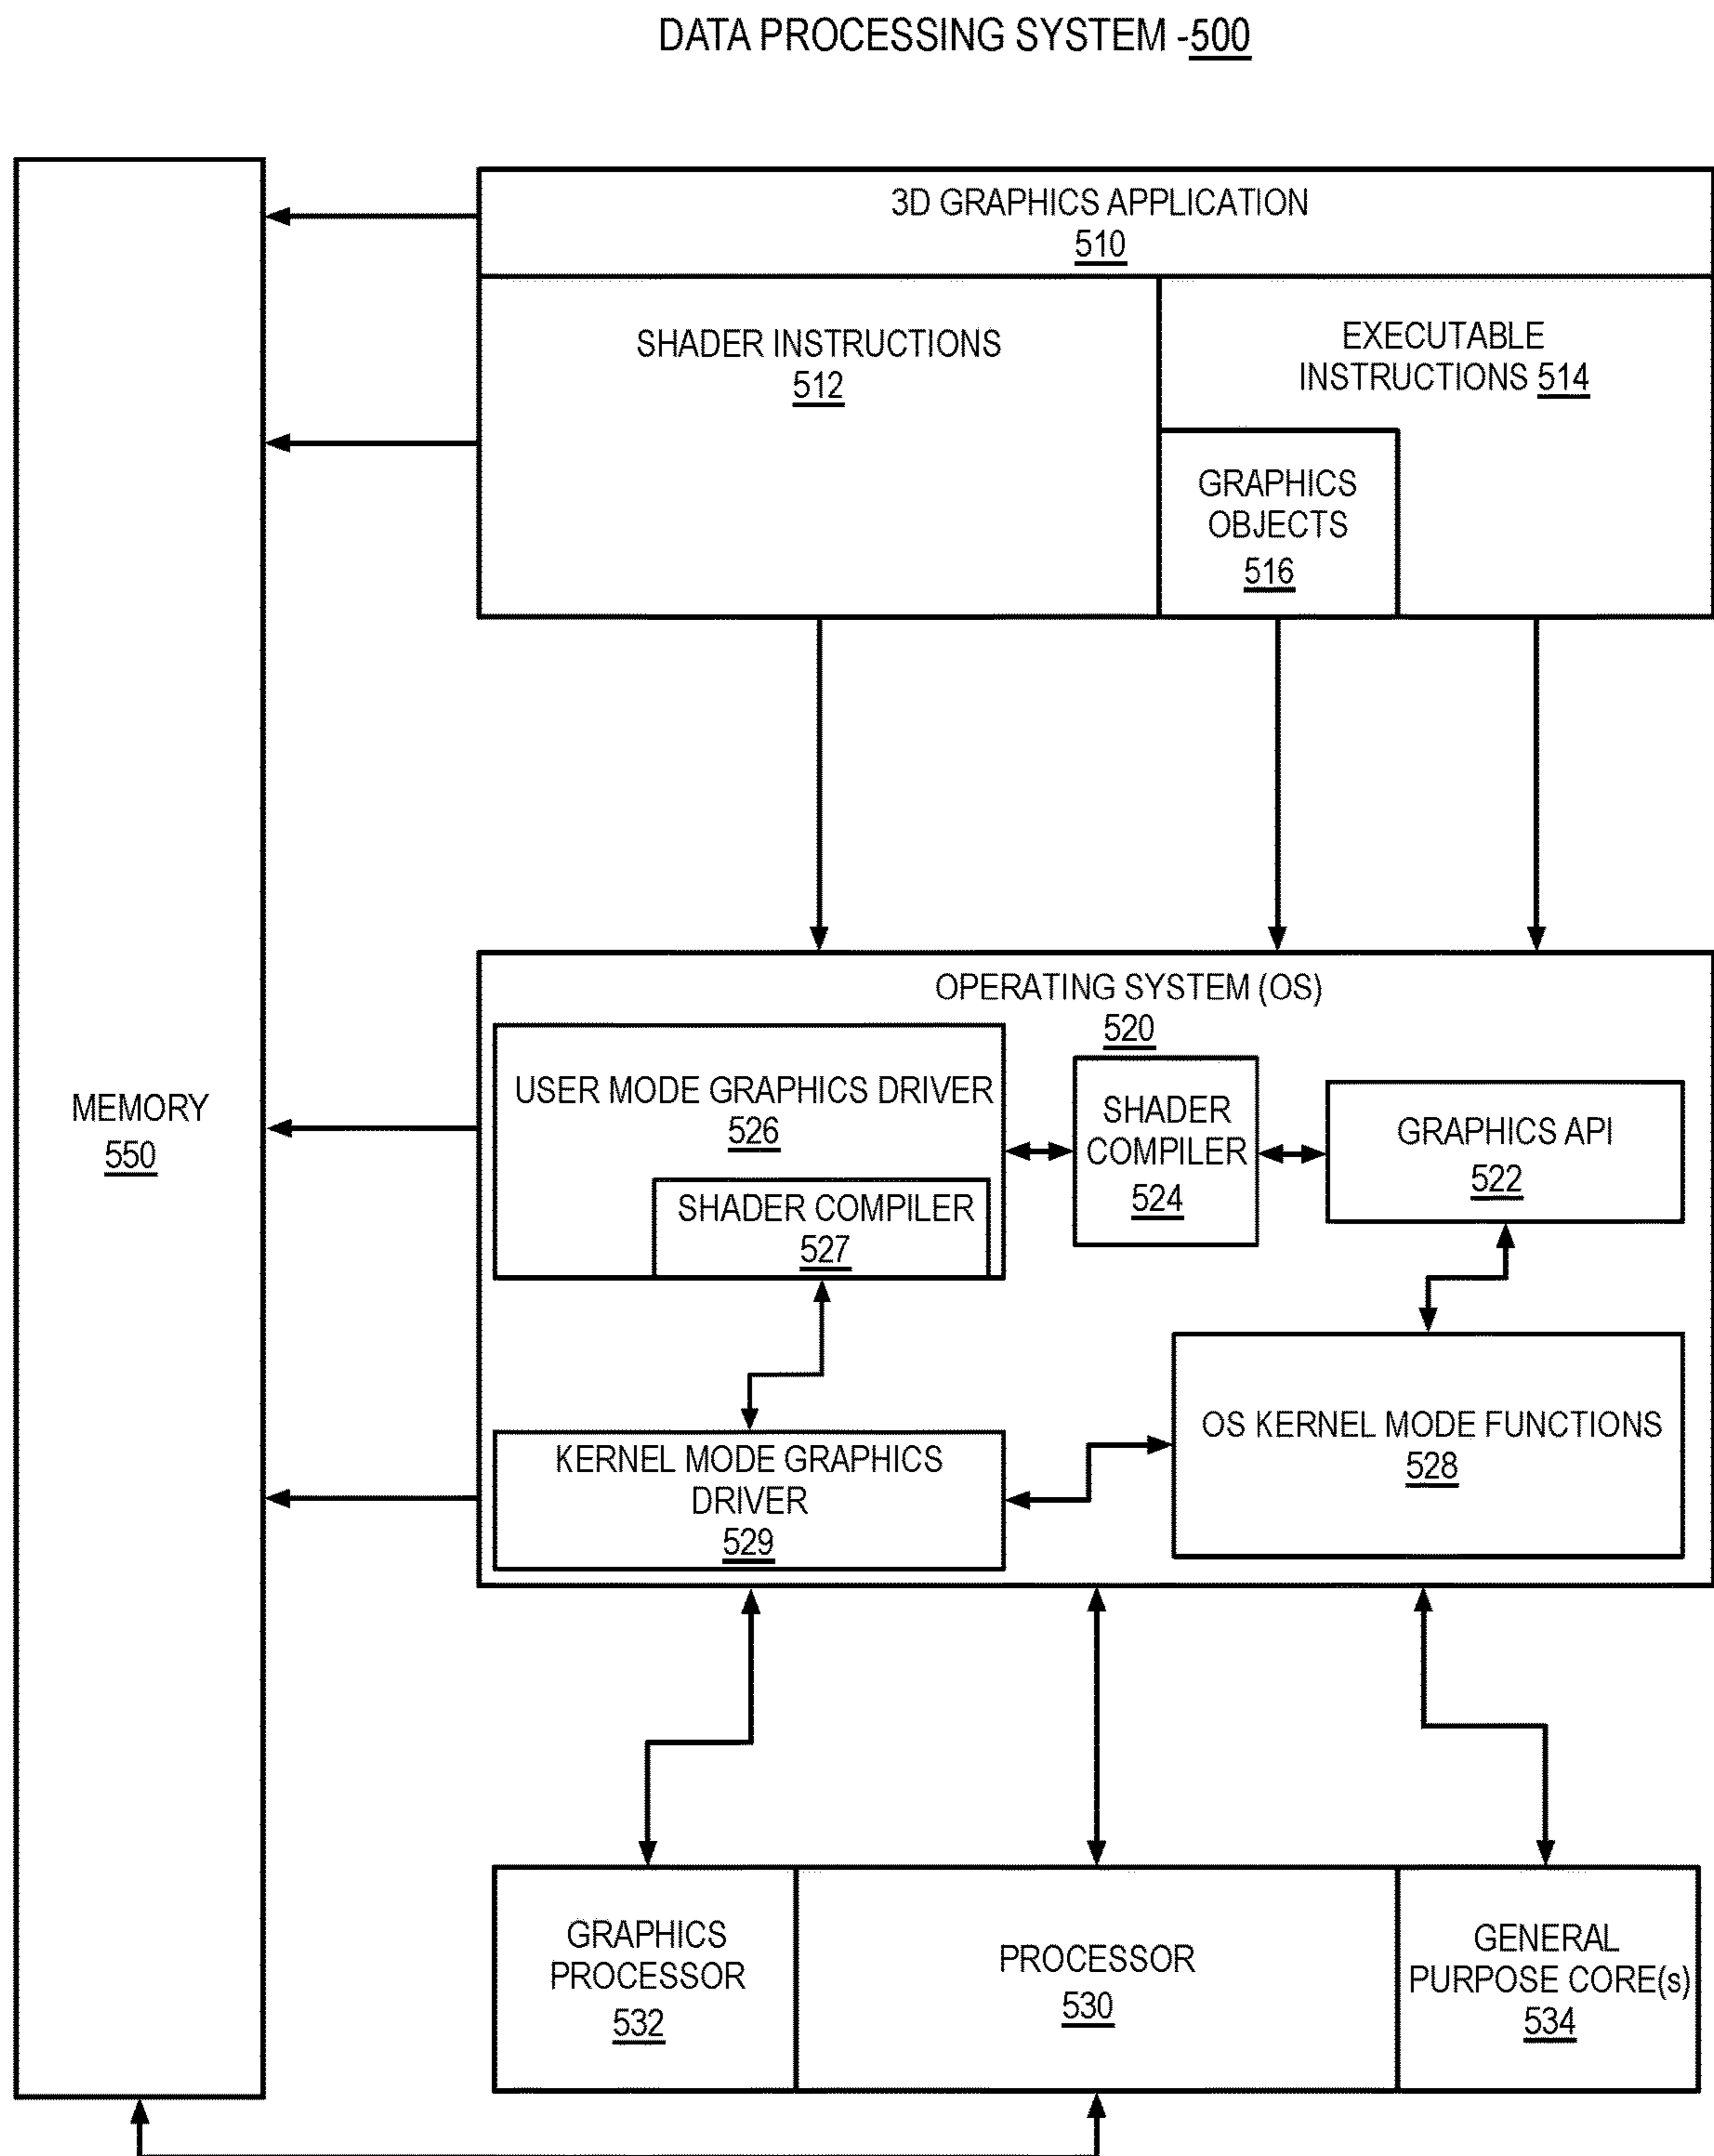 DATA PROCESSING SYSTEM -500
3D GRAPHICS APPLICATION
510
SHADER INSTRUCTIONS
512
EXECUTABLE
INSTRUCTIONS 514
GRAPHICS
OBJECTS
516
MEMORY
550
OPERATING SYSTEM (OS)
520
USER MODE GRAPHICS DRIVER
526
SHADER COMPILER
527
SHADER
COMPILER
524
GRAPHICS API
522
KERNEL MODE GRAPHICS
DRIVER
529
OS KERNEL MODE FUNCTIONS
528
GRAPHICS
PROCESSOR
532
PROCESSOR
530
GENERAL
PURPOSE CORE(s)
534